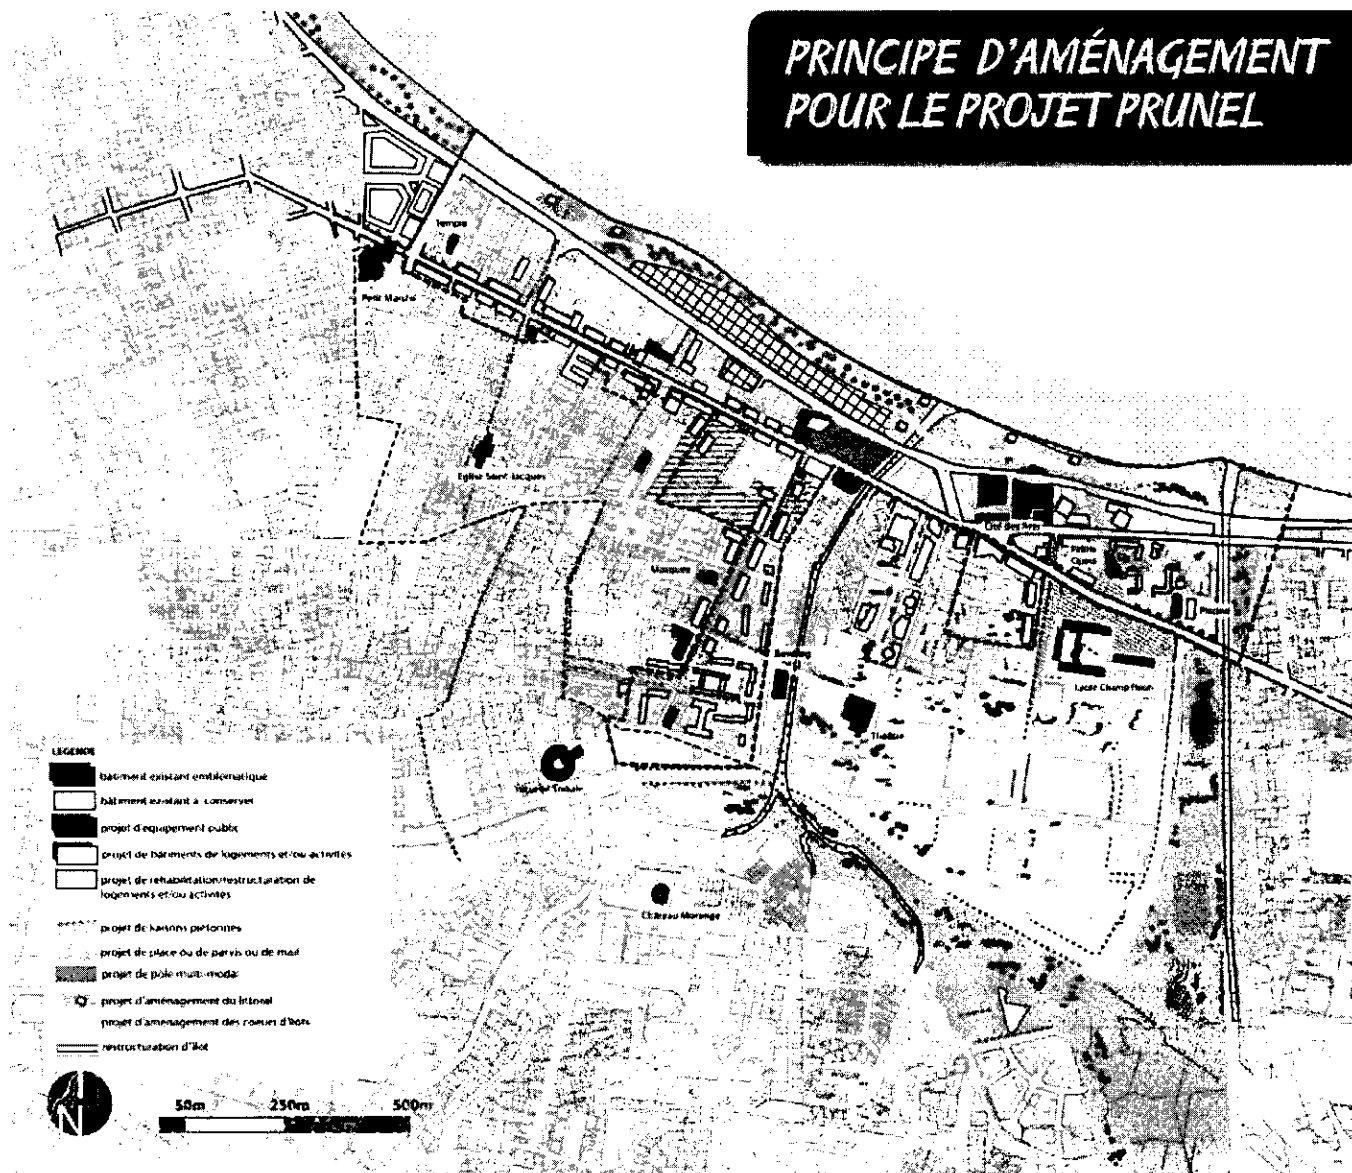 PRINCIPE D'AMÉNAGEMENT
POUR LE PROJET PRUNEL
Temple
Petit Marché
Eglise Saint-Jacques
Cité des Arts
Mosquée
Théâtre
Château Morange
LEGENDE
bâtiment existant emblématique
bâtiment existant à conserver
projet d'équipement public
projet de bâtiments de logements et/ou activités
projet de réhabilitation/restructuration de
logements et/ou activités
projet de liaisons piétonnes
projet de place ou de parvis ou de mail
projet de pôle multi-modal
projet d'aménagement du littoral
projet d'aménagement des coeurs d'îlots
restructuration d'îlot
N
50m 250m 500m